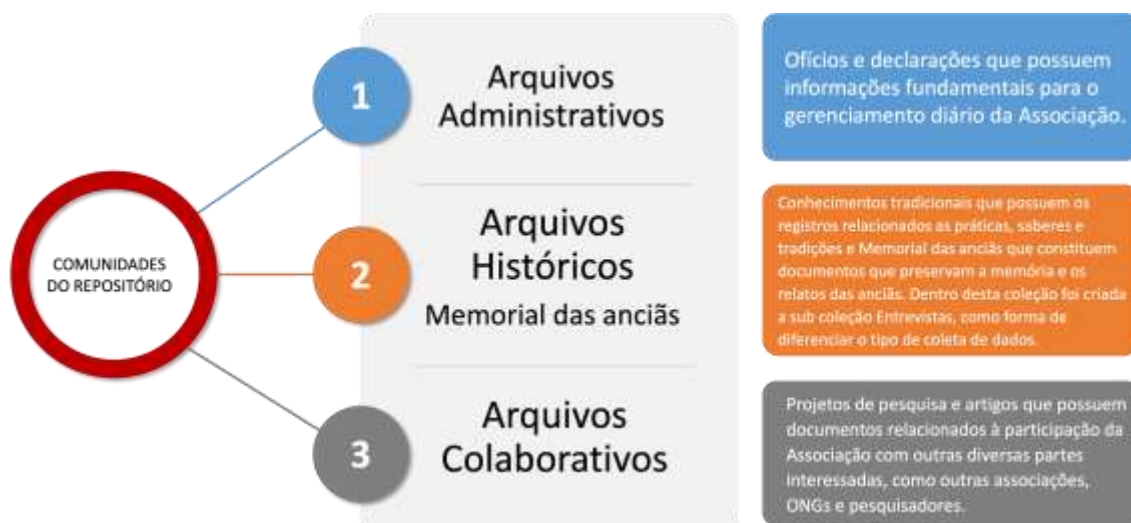 COMUNIDADES
DO REPOSITÓRIO
1
Arquivos
Administrativos
Ofícios e declarações que possuem
informações fundamentais para o
gerenciamento diário da Associação.
2
Arquivos
Históricos
Memorial das anciãs
Conhecimentos tradicionais que possuem os
registros relacionados as práticas, saberes e
tradições e Memorial das anciãs que constituem
documentos que preservam a memória e os
relatos das anciãs. Dentro desta coleção foi criada
a sub coleção Entrevistas, como forma de
diferenciar o tipo de coleta de dados.
3
Arquivos
Colaborativos
Projetos de pesquisa e artigos que possuem
documentos relacionados à participação da
Associação com outras diversas partes
interessadas, como outras associações,
ONGs e pesquisadores.